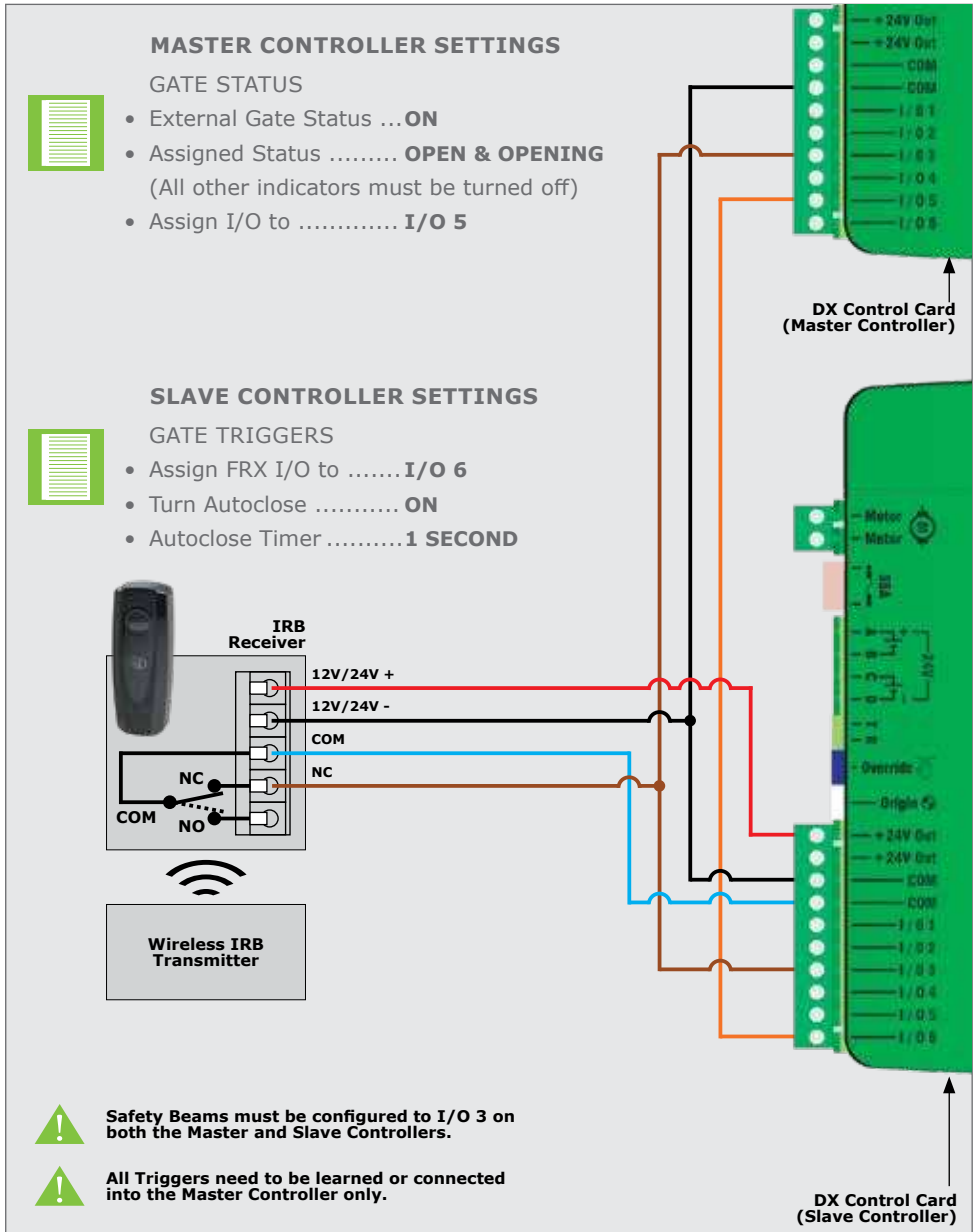 MASTER CONTROLLER SETTINGS
GATE STATUS
• External Gate Status ...ON
• Assigned Status ......... OPEN & OPENING
(All other indicators must be turned off)
• Assign I/O to ............. I/O 5
+24V Out
+24V Out
COM
COM
I/O 1
I/O 2
I/O 3
I/O 4
I/O 5
I/O 6
DX Control Card
(Master Controller)
SLAVE CONTROLLER SETTINGS
GATE TRIGGERS
• Assign FRX I/O to .......I/O 6
• Turn Autoclose ........... ON
• Autoclose Timer ..........1 SECOND
IRB
Receiver
12V/24V +
12V/24V -
COM
NC
NC
COM
NO
Wireless IRB
Transmitter
Motor
Motor
A
B
C
D
24V
Override
Origin
+24V Out
+24V Out
COM
COM
I/O 1
I/O 2
I/O 3
I/O 4
I/O 5
I/O 6
Safety Beams must be configured to I/O 3 on
both the Master and Slave Controllers.
All Triggers need to be learned or connected
into the Master Controller only.
DX Control Card
(Slave Controller)